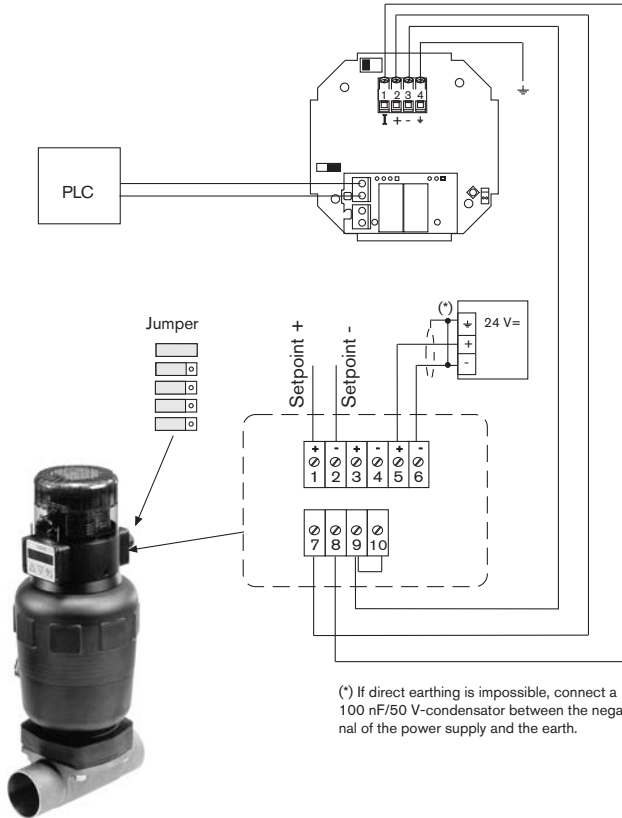 1 2 3 4
I + - ⏚
PLC
(*)
⏚ 24 V=
+
-
Jumper
Setpoint +
Setpoint -
+ - + - + -
1 2 3 4 5 6
7 8 9 10
(*) If direct earthing is impossible, connect a
100 nF/50 V-condensator between the nega
nal of the power supply and the earth.